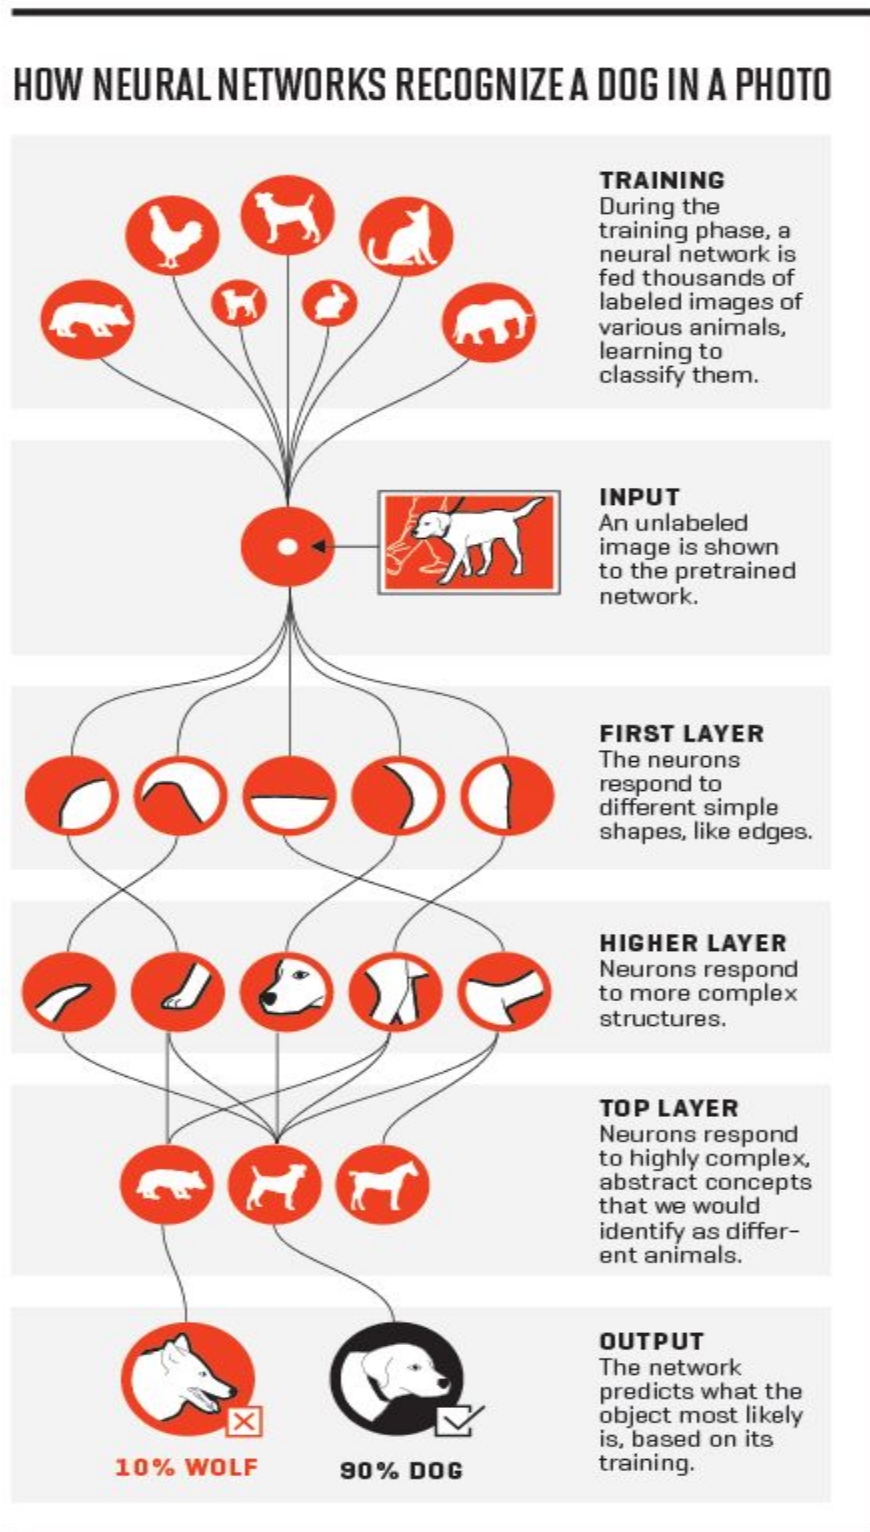 HOW NEURAL NETWORKS RECOGNIZE A DOG IN A PHOTO
TRAINING
During the
training phase, a
neural network is
fed thousands of
labeled images of
various animals,
learning to
classify them.
INPUT
An unlabeled
image is shown
to the pretrained
network.
FIRST LAYER
The neurons
respond to
different simple
shapes, like edges.
HIGHER LAYER
Neurons respond
to more complex
structures.
TOP LAYER
Neurons respond
to highly complex,
abstract concepts
that we would
identify as differ-
ent animals.
OUTPUT
The network
predicts what the
object most likely
is, based on its
training.
10% WOLF
90% DOG